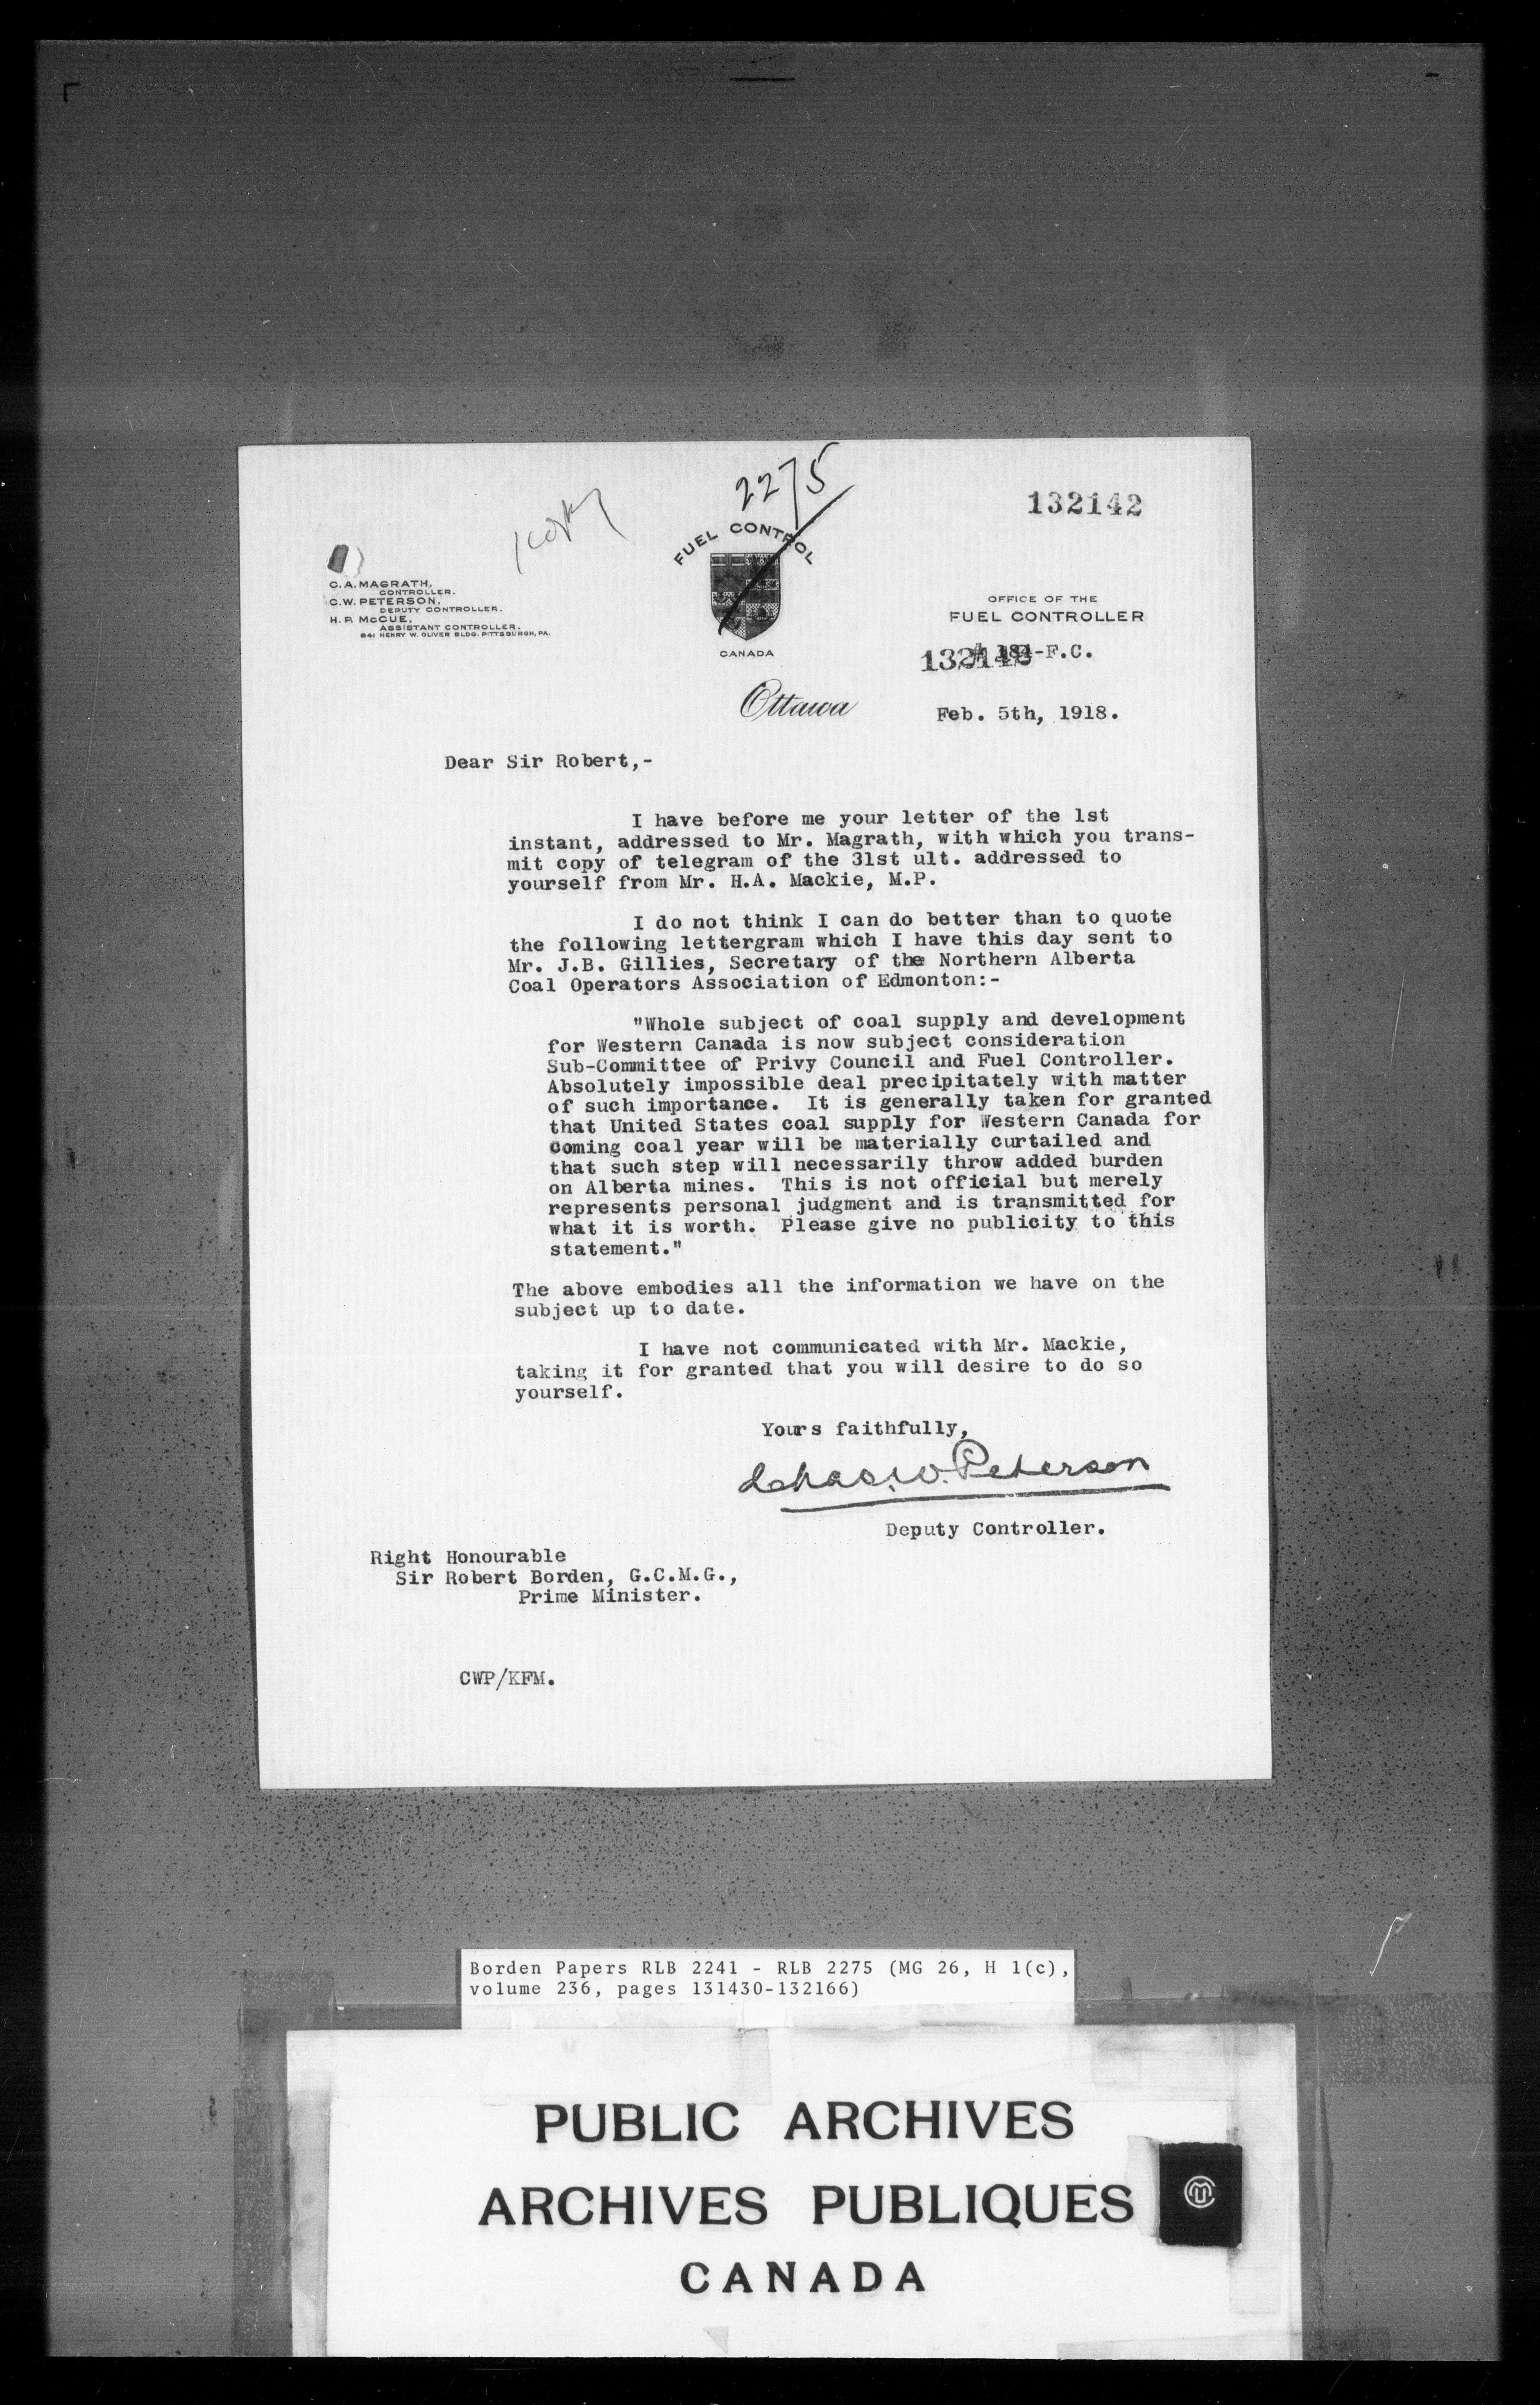 2275
132142
FUEL CONTROL
C.A. MAGRATH,
CONTROLLER.
C.W. PETERSON,
DEPUTY CONTROLLER.
H.P. McCUE,
ASSISTANT CONTROLLER.
841 HENRY W. OLIVER BLDG. PITTSBURGH, PA.
CANADA
OFFICE OF THE
FUEL CONTROLLER
132142 -F.C.
Ottawa
Feb. 5th, 1918.
Dear Sir Robert,-
I have before me your letter of the 1st
instant, addressed to Mr. Magrath, with which you trans-
mit copy of telegram of the 31st ult. addressed to
yourself from Mr. H.A. Mackie, M.P.
I do not think I can do better than to quote
the following lettergram which I have this day sent to
Mr. J.B. Gillies, Secretary of the Northern Alberta
Coal Operators Association of Edmonton:-
"Whole subject of coal supply and development
for Western Canada is now subject consideration
Sub-Committee of Privy Council and Fuel Controller.
Absolutely impossible deal precipitately with matter
of such importance. It is generally taken for granted
that United States coal supply for Western Canada for
coming coal year will be materially curtailed and
that such step will necessarily throw added burden
on Alberta mines. This is not official but merely
represents personal judgment and is transmitted for
what it is worth. Please give no publicity to this
statement."
The above embodies all the information we have on the
subject up to date.
I have not communicated with Mr. Mackie,
taking it for granted that you will desire to do so
yourself.
Yours faithfully,
Chas. W. Peterson
Deputy Controller.
Right Honourable
Sir Robert Borden, G.C.M.G.,
Prime Minister.
CWP/KFM.
Borden Papers RLB 2241 - RLB 2275 (MG 26, H 1(c),
volume 236, pages 131430-132166)
PUBLIC ARCHIVES
ARCHIVES PUBLIQUES
CANADA